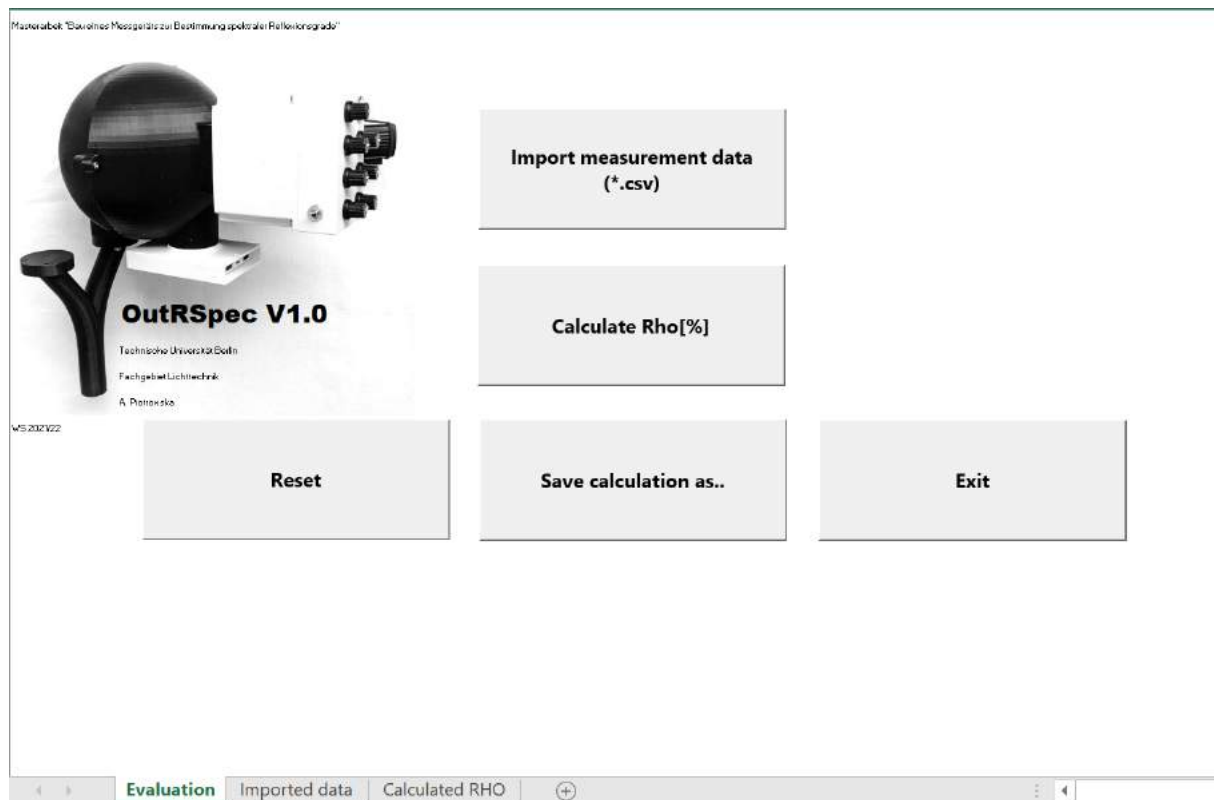 Masterarbeit "Bau eines Messgeräts zur Bestimmung spektraler Reflexionsgrade"
Import measurement data
(*.csv)
OutRSpec V1.0
Calculate Rho[%]
Technische Universität Berlin
Fachgebiet Lichttechnik
A. Piotrowska
WS 2021/22
Reset
Save calculation as..
Exit
Evaluation
Imported data
Calculated RHO